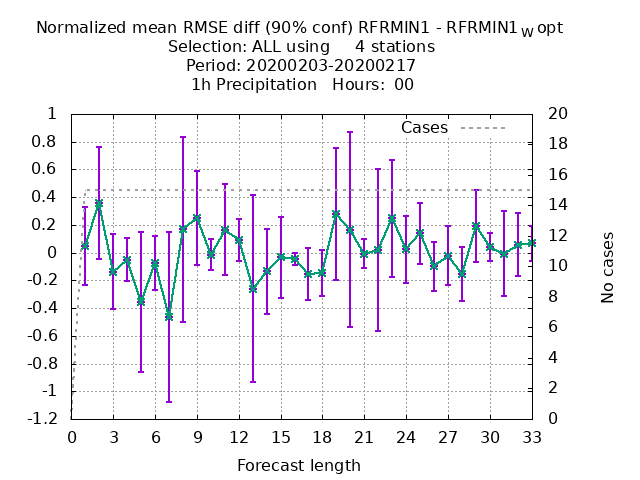 Normalized mean RMSE diff (90% conf) RFRMIN1 - RFRMIN1wopt
Selection: ALL using 4 stations
Period: 20200203-20200217
1h Precipitation Hours: 00
Cases
1
0.8
0.6
0.4
0.2
0
-0.2
-0.4
-0.6
-0.8
-1
-1.2
20
18
16
14
12
10
8
6
4
2
0
No cases
0 3 6 9 12 15 18 21 24 27 30 33
Forecast length